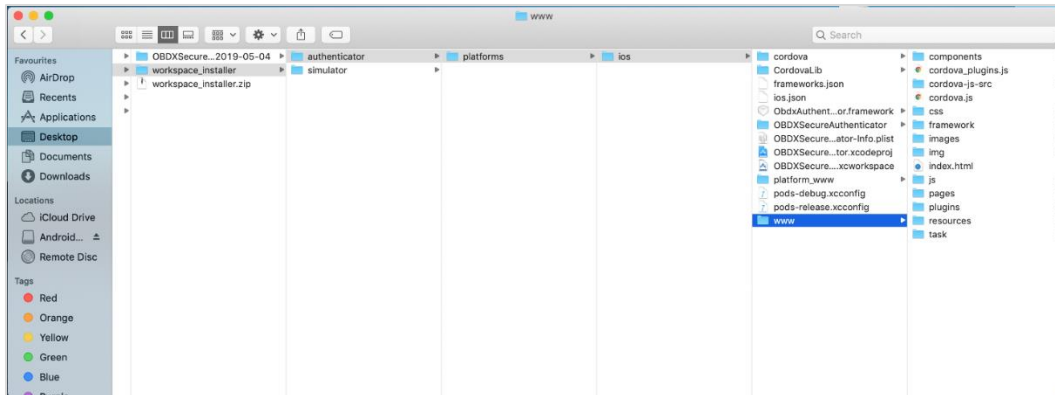 www
Search
Favourites
AirDrop
Recents
Applications
Desktop
Documents
Downloads
Locations
iCloud Drive
Android...
Remote Disc
Tags
Red
Orange
Yellow
Green
Blue
OBDXSecure...2019-05-04
workspace_installer
workspace_installer.zip
authenticator
simulator
platforms
ios
cordova
CordovaLib
frameworks.json
ios.json
ObdxAuthent...or.framework
OBDXSecureAuthenticator
OBDXSecure...ator-Info.plist
OBDXSecure...tor.xcodeproj
OBDXSecure....xcworkspace
platform_www
pods-debug.xcconfig
pods-release.xcconfig
www
components
cordova_plugins.js
cordova-js-src
cordova.js
css
framework
images
img
index.html
js
pages
plugins
resources
task